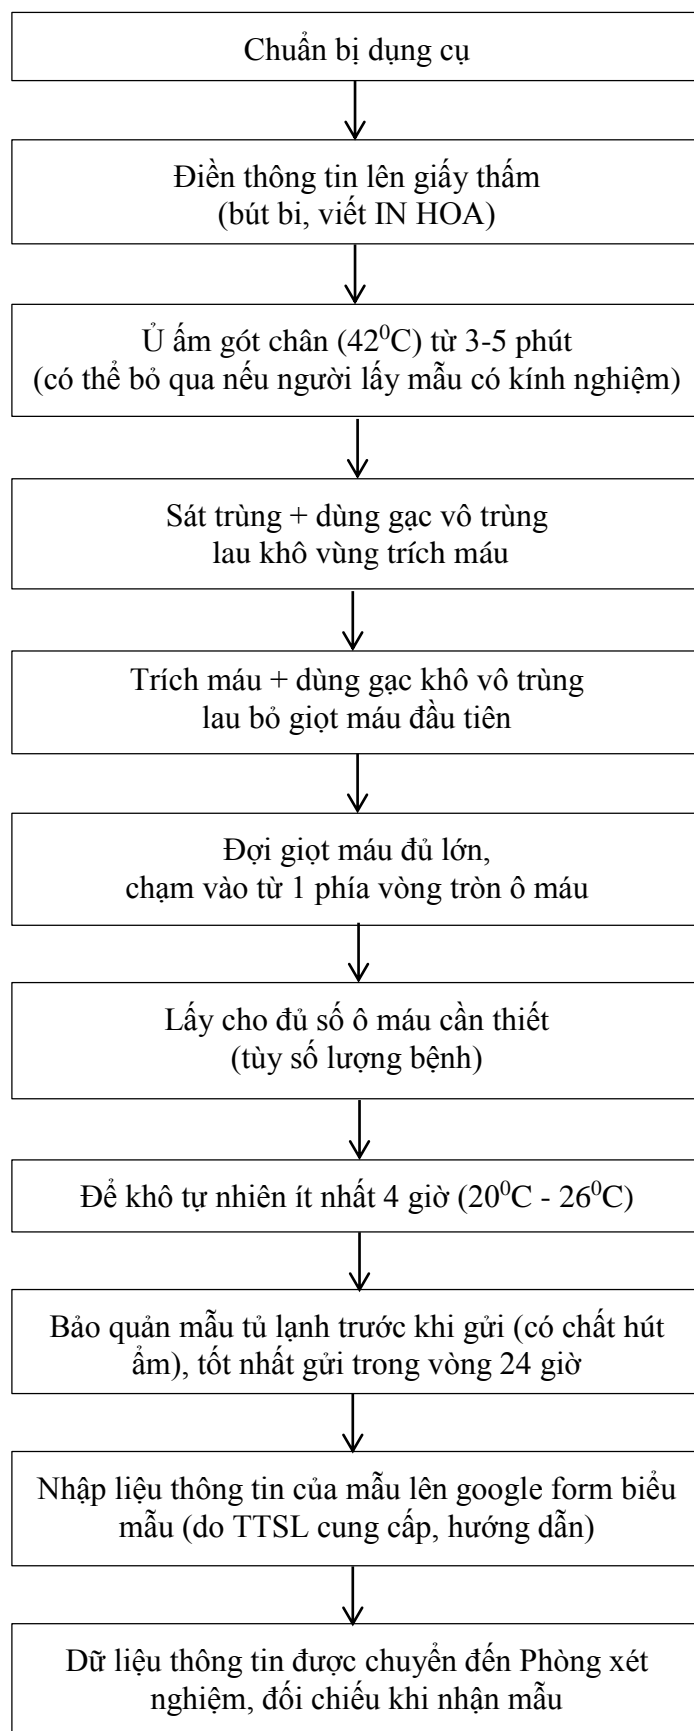 Chuẩn bị dụng cụ
Điền thông tin lên giấy thấm
(bút bi, viết IN HOA)
Ủ ấm gót chân (42⁰C) từ 3-5 phút
(có thể bỏ qua nếu người lấy mẫu có kính nghiệm)
Sát trùng + dùng gạc vô trùng
lau khô vùng trích máu
Trích máu + dùng gạc khô vô trùng
lau bỏ giọt máu đầu tiên
Đợi giọt máu đủ lớn,
chạm vào từ 1 phía vòng tròn ô máu
Lấy cho đủ số ô máu cần thiết
(tùy số lượng bệnh)
Để khô tự nhiên ít nhất 4 giờ (20⁰C - 26⁰C)
Bảo quản mẫu tủ lạnh trước khi gửi (có chất hút
ẩm), tốt nhất gửi trong vòng 24 giờ
Nhập liệu thông tin của mẫu lên google form biểu
mẫu (do TTSL cung cấp, hướng dẫn)
Dữ liệu thông tin được chuyển đến Phòng xét
nghiệm, đối chiếu khi nhận mẫu